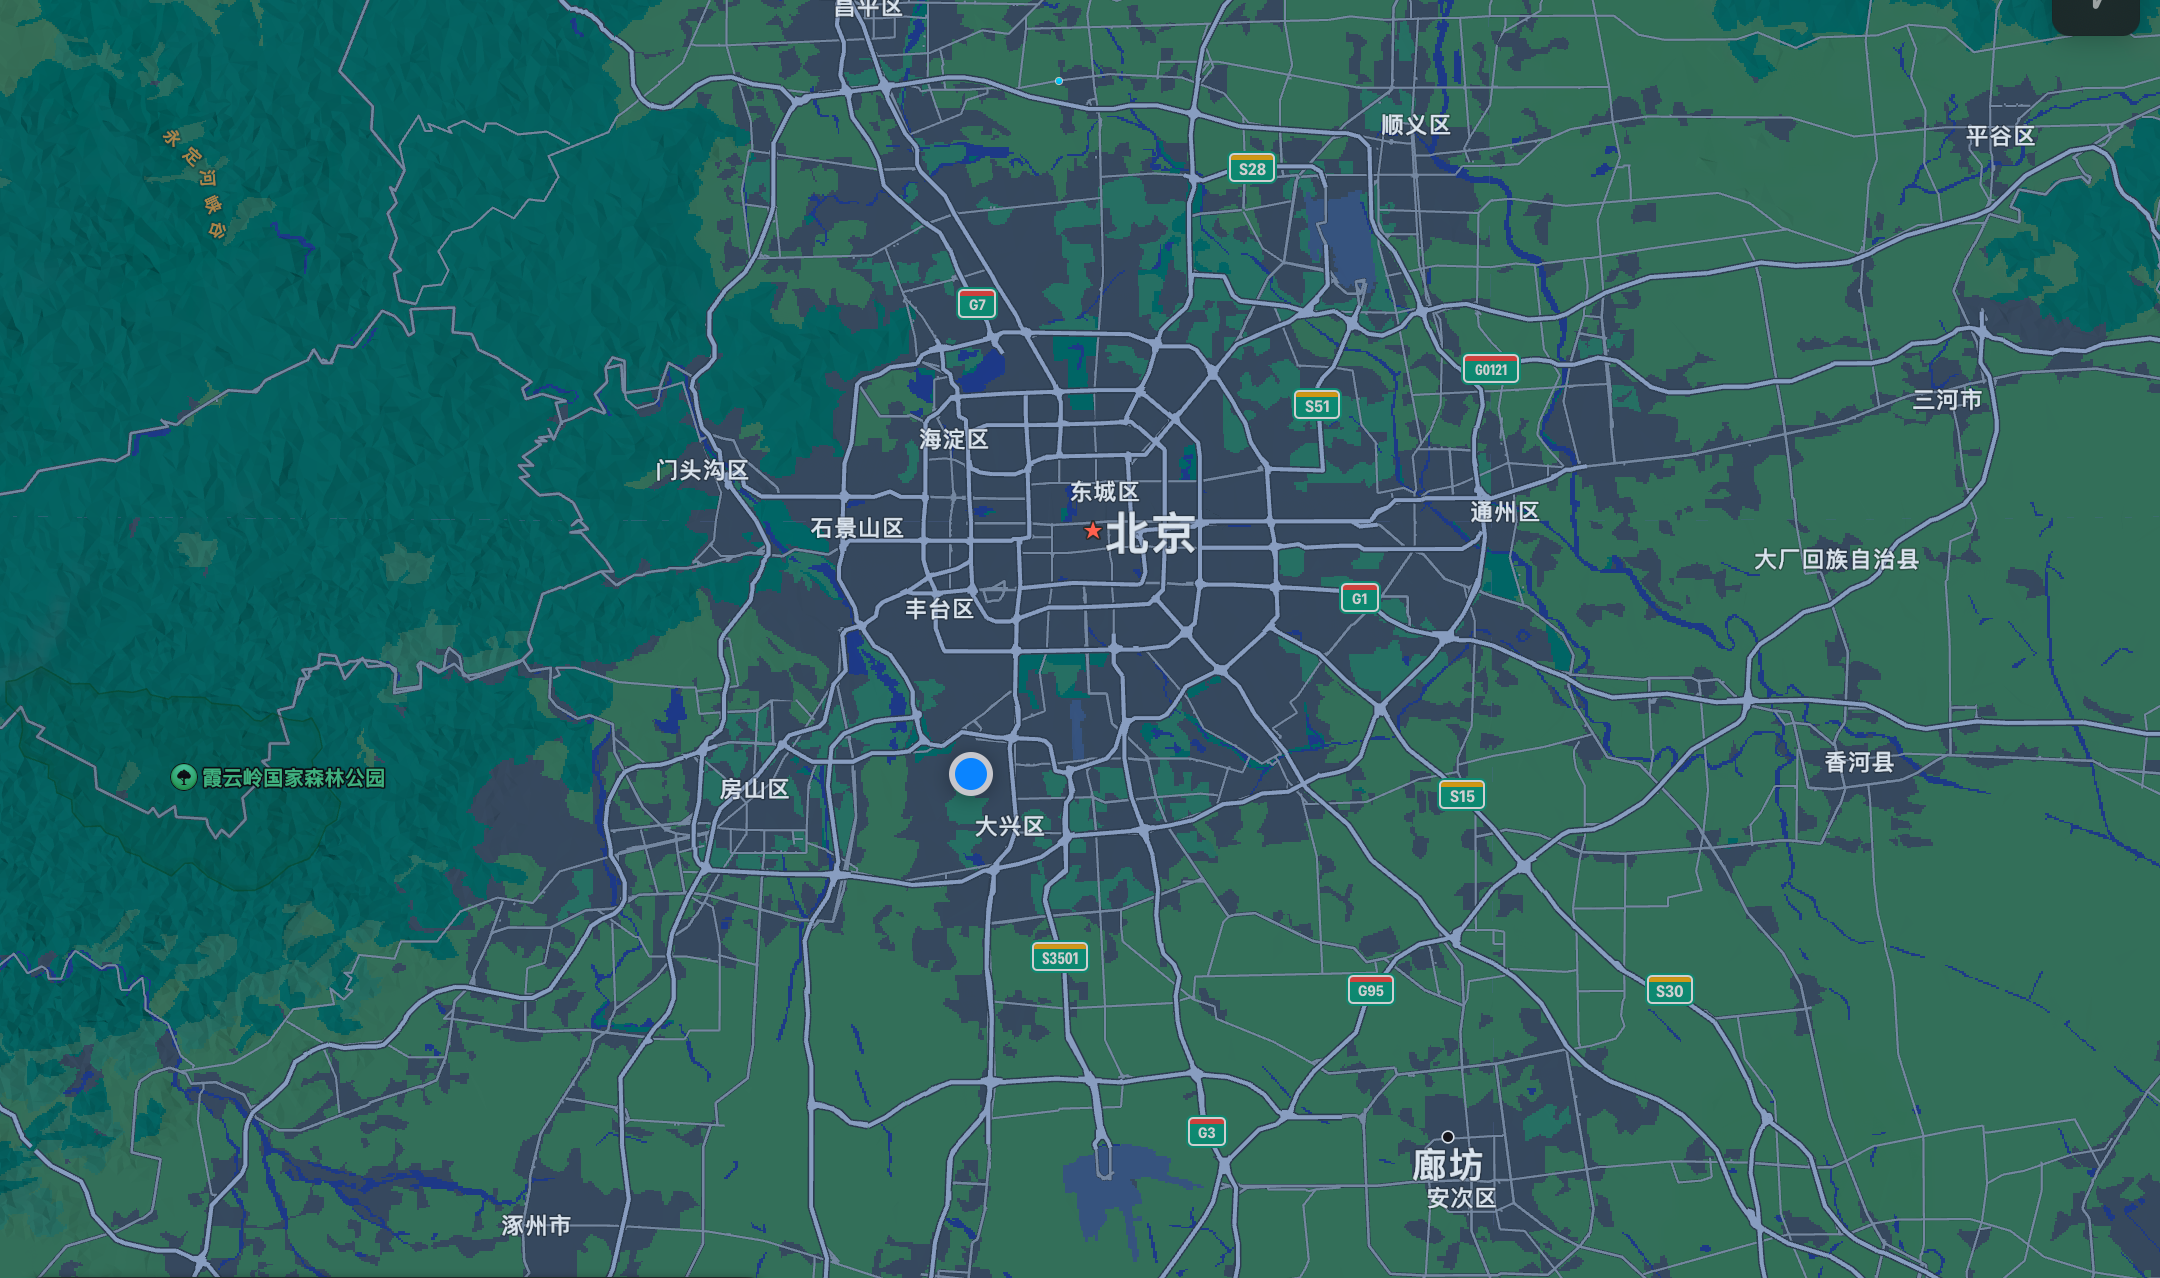 昌平区
顺义区
平谷区
永定河峡谷
S28
G7
G0121
S51
三河市
海淀区
门头沟区
东城区
北京
通州区
石景山区
大厂回族自治县
G1
丰台区
香河县
霞云岭国家森林公园
房山区
S15
大兴区
S3501
G95
S30
G3
廊坊
安次区
涿州市